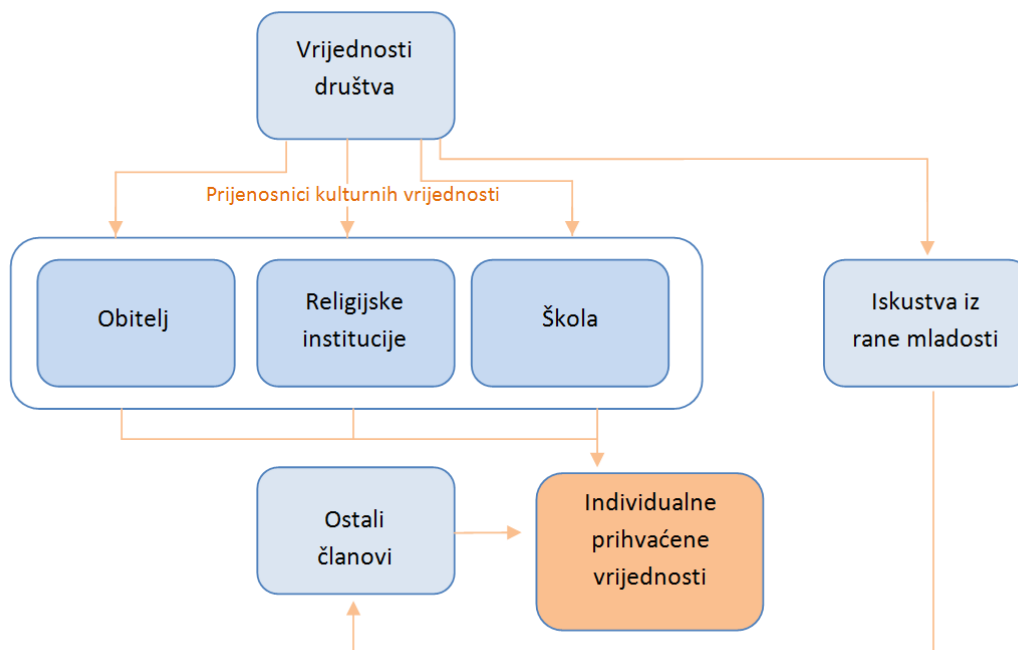 Vrijednosti
društva
Prijenosnici kulturnih vrijednosti
Obitelj
Religijske
institucije
Škola
Iskustva iz
rane mladosti
Ostali
članovi
Individualne
prihvaćene
vrijednosti